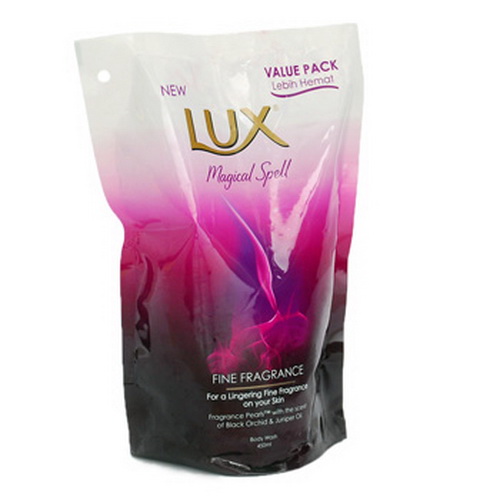 NEW
VALUE PACK
Lebih Hemat
LUX
Magical Spell
FINE FRAGRANCE
For a Lingering Fine Fragrance
on your Skin
Fragrance Pearls™ with the scent
of Black Orchid & Juniper Oil
Body Wash
450ml